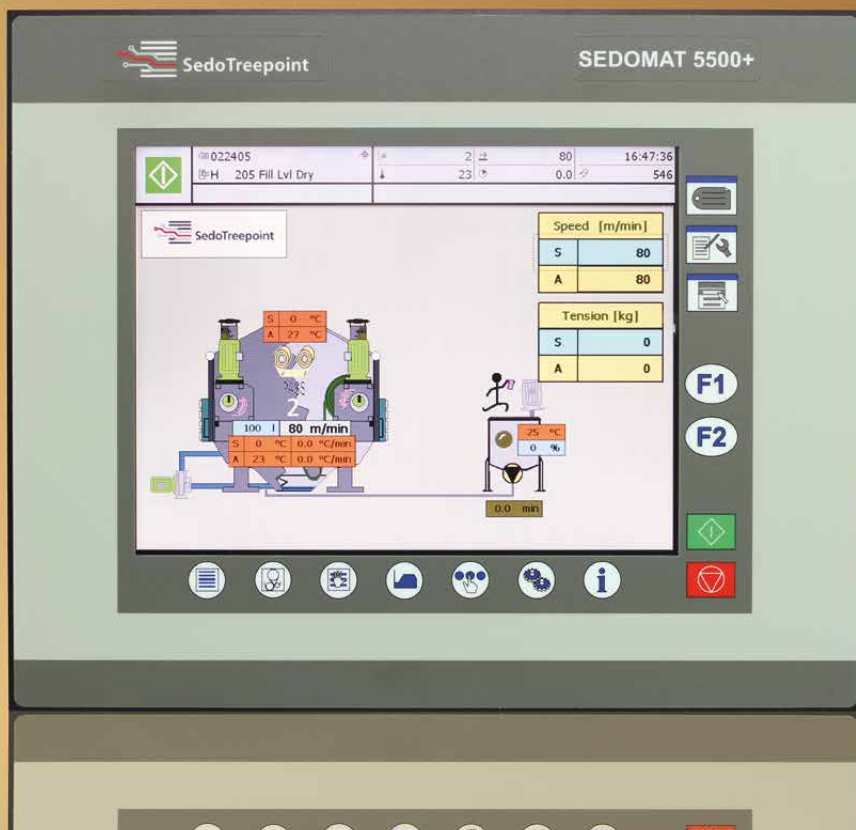 SedoTreepoint
SEDOMAT 5500+
022405 2 80 16:47:36
H 205 Fill Lvl Dry 23 0.0 546
SedoTreepoint
Speed [m/min]
S 80
A 80
Tension [kg]
S 0
A 0
S 0 °C
A 27 °C
PASS
2
100 l 80 m/min
S 0 °C 0.0 °C/min
A 23 °C 0.0 °C/min
25 °C
0 %
0.0 min
F1
F2
i